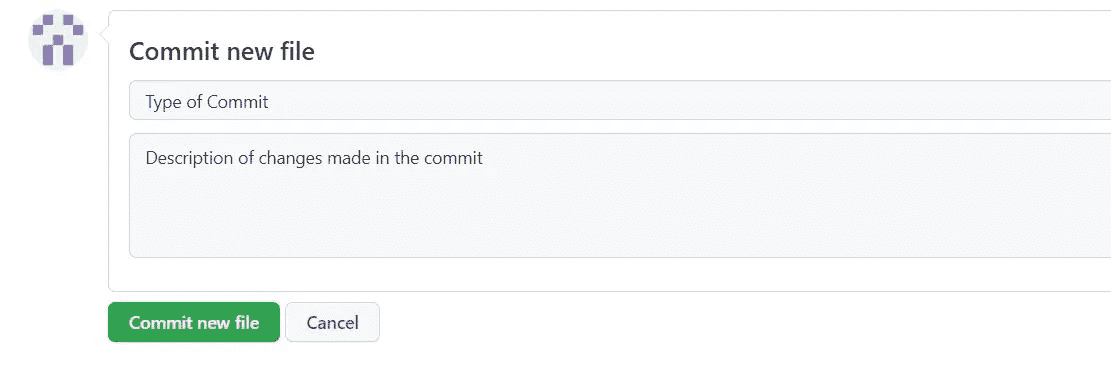 Commit new file
Type of Commit
Description of changes made in the commit
Commit new file Cancel